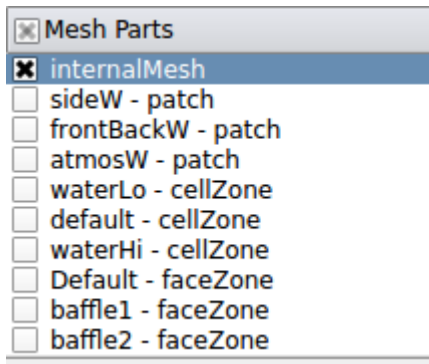 Mesh Parts
internalMesh
sideW - patch
frontBackW - patch
atmosW - patch
waterLo - cellZone
default - cellZone
waterHi - cellZone
Default - faceZone
baffle1 - faceZone
baffle2 - faceZone